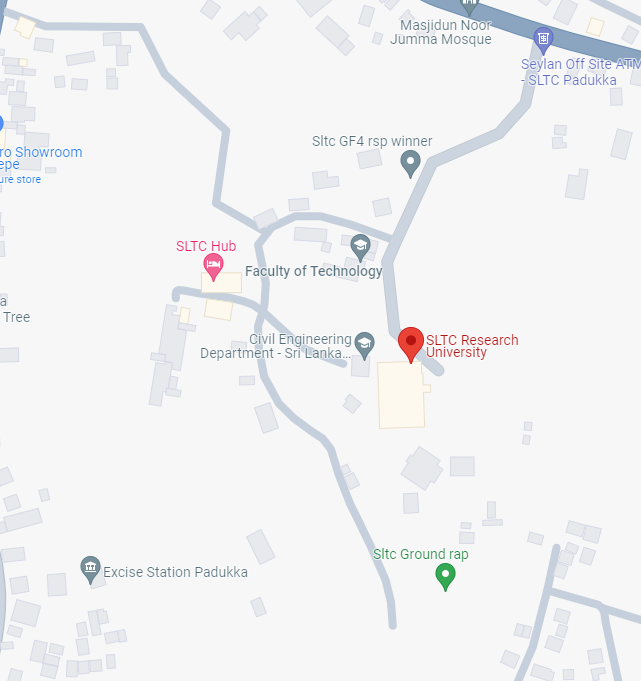 Masjidun Noor
Jumma Mosque
Seylan Off Site ATM
- SLTC Padukka
Sltc GF4 rsp winner
ro Showroom
epe
ure store
SLTC Hub
Faculty of Technology
a
Tree
Civil Engineering
Department - Sri Lanka...
SLTC Research
University
Sltc Ground rap
Excise Station Padukka